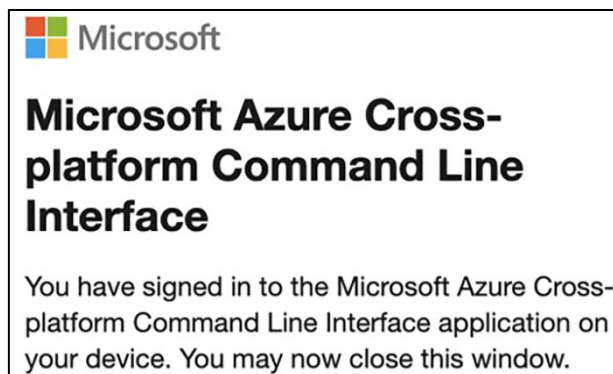 Microsoft
Microsoft Azure Cross-
platform Command Line
Interface
You have signed in to the Microsoft Azure Cross-
platform Command Line Interface application on
your device. You may now close this window.